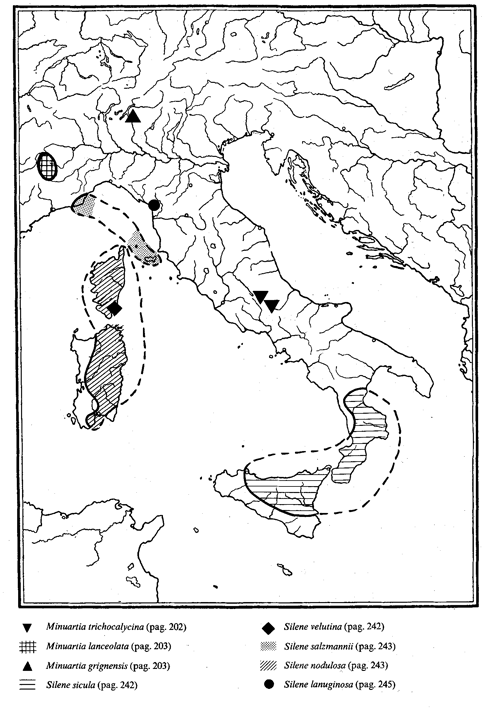 Minuartia trichocalycina (pag. 202)
Minuartia lanceolata (pag. 203)
Minuartia grignensis (pag. 203)
Silene sicula (pag. 242)
Silene velutina (pag. 242)
Silene salzmannii (pag. 243)
Silene nodulosa (pag. 243)
Silene lanuginosa (pag. 245)